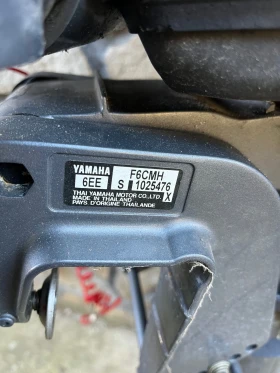 YAMAHA F6CMH
6EE S 1025476
THAI YAMAHA MOTOR CO.,LTD.
MADE IN THAILAND X
PAYS D'ORIGINE THAILANDE